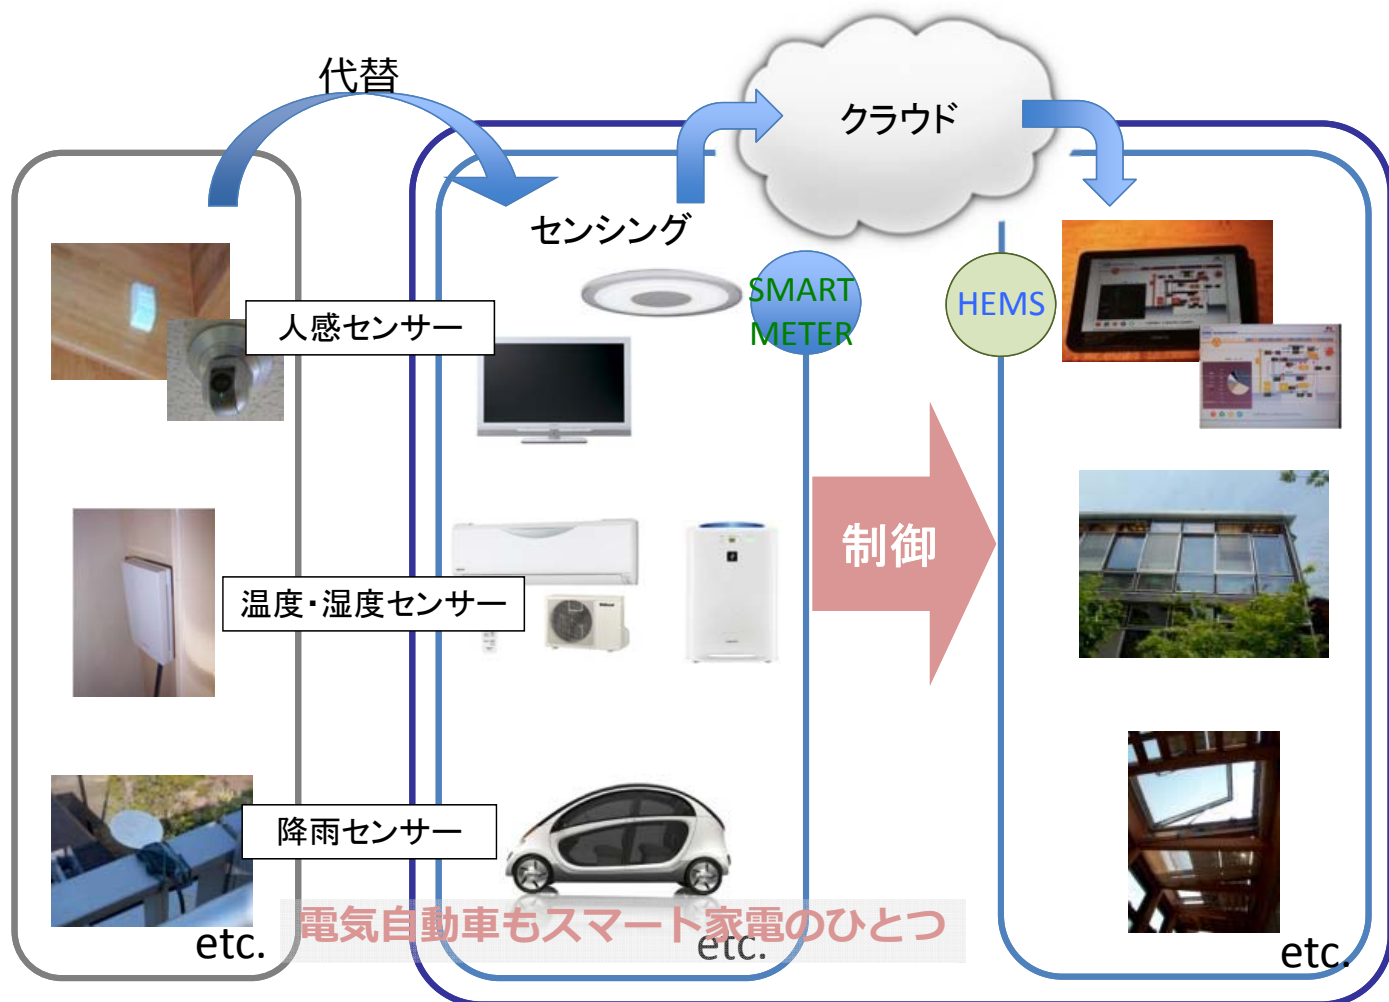 代替
クラウド
センシング
SMART
METER
HEMS
人感センサー
制御
温度・湿度センサー
降雨センサー
電気自動車もスマート家電のひとつ
etc.
etc.
etc.